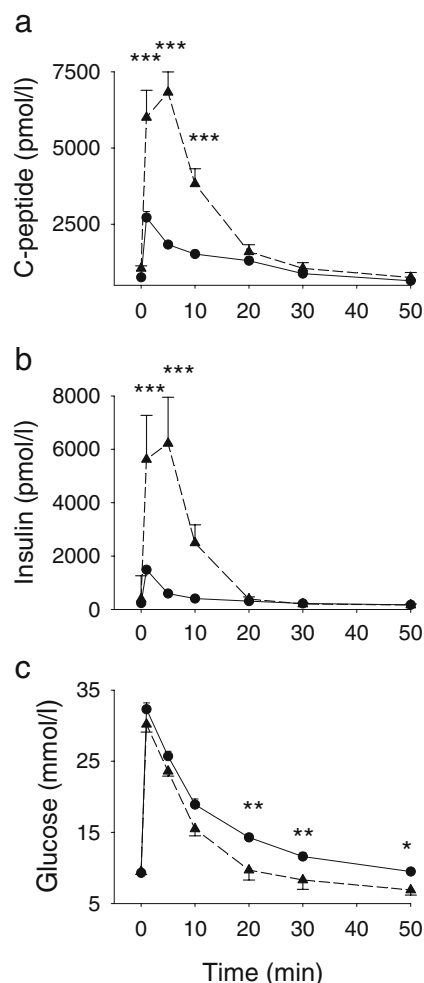 a
***
***
***
7500
5000
2500
C-peptide (pmol/l)
0 10 20 30 40 50
b
***
***
8000
6000
4000
2000
0
Insulin (pmol/l)
0 10 20 30 40 50
c
35
25
15
5
Glucose (mmol/l)
**
**
*
0 10 20 30 40 50
Time (min)